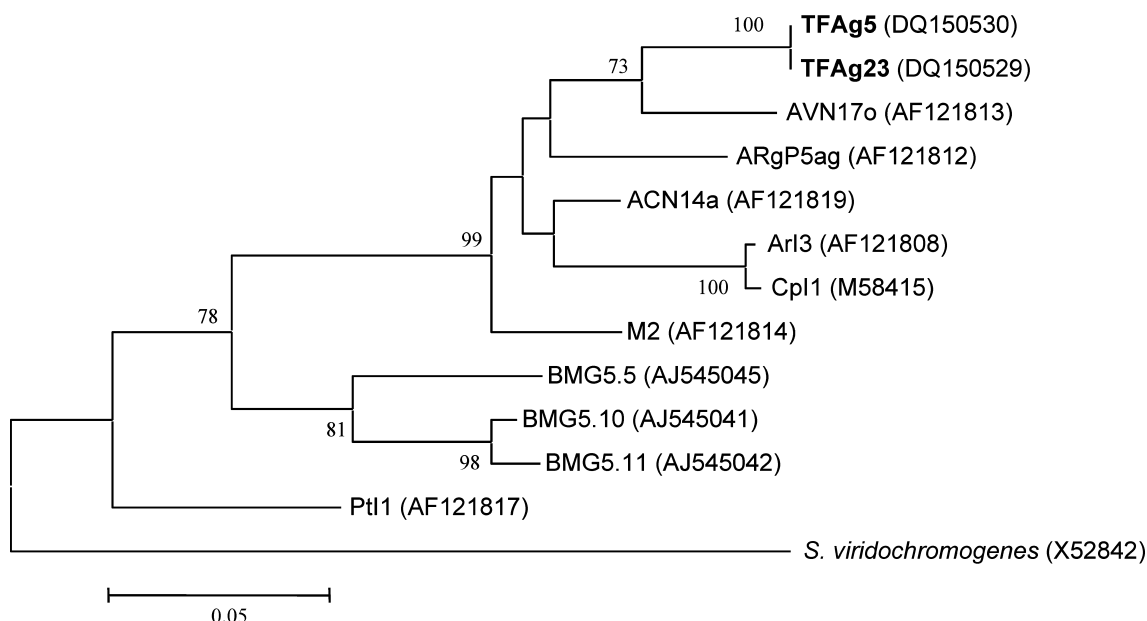 100
TFAg5 (DQ150530)
TFAg23 (DQ150529)
73
AVN17o (AF121813)
ARgP5ag (AF121812)
ACN14a (AF121819)
99
ArI3 (AF121808)
100
CpI1 (M58415)
78
M2 (AF121814)
BMG5.5 (AJ545045)
81
BMG5.10 (AJ545041)
98
BMG5.11 (AJ545042)
PtI1 (AF121817)
S. viridochromogenes (X52842)
0.05